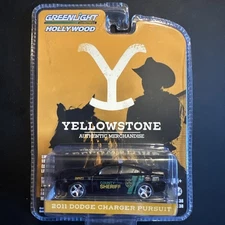 GREENLIGHT
HOLLYWOOD
Y
YELLOWSTONE
AUTHENTIC MERCHANDISE
SHERIFF
2011 DODGE CHARGER PURSUIT